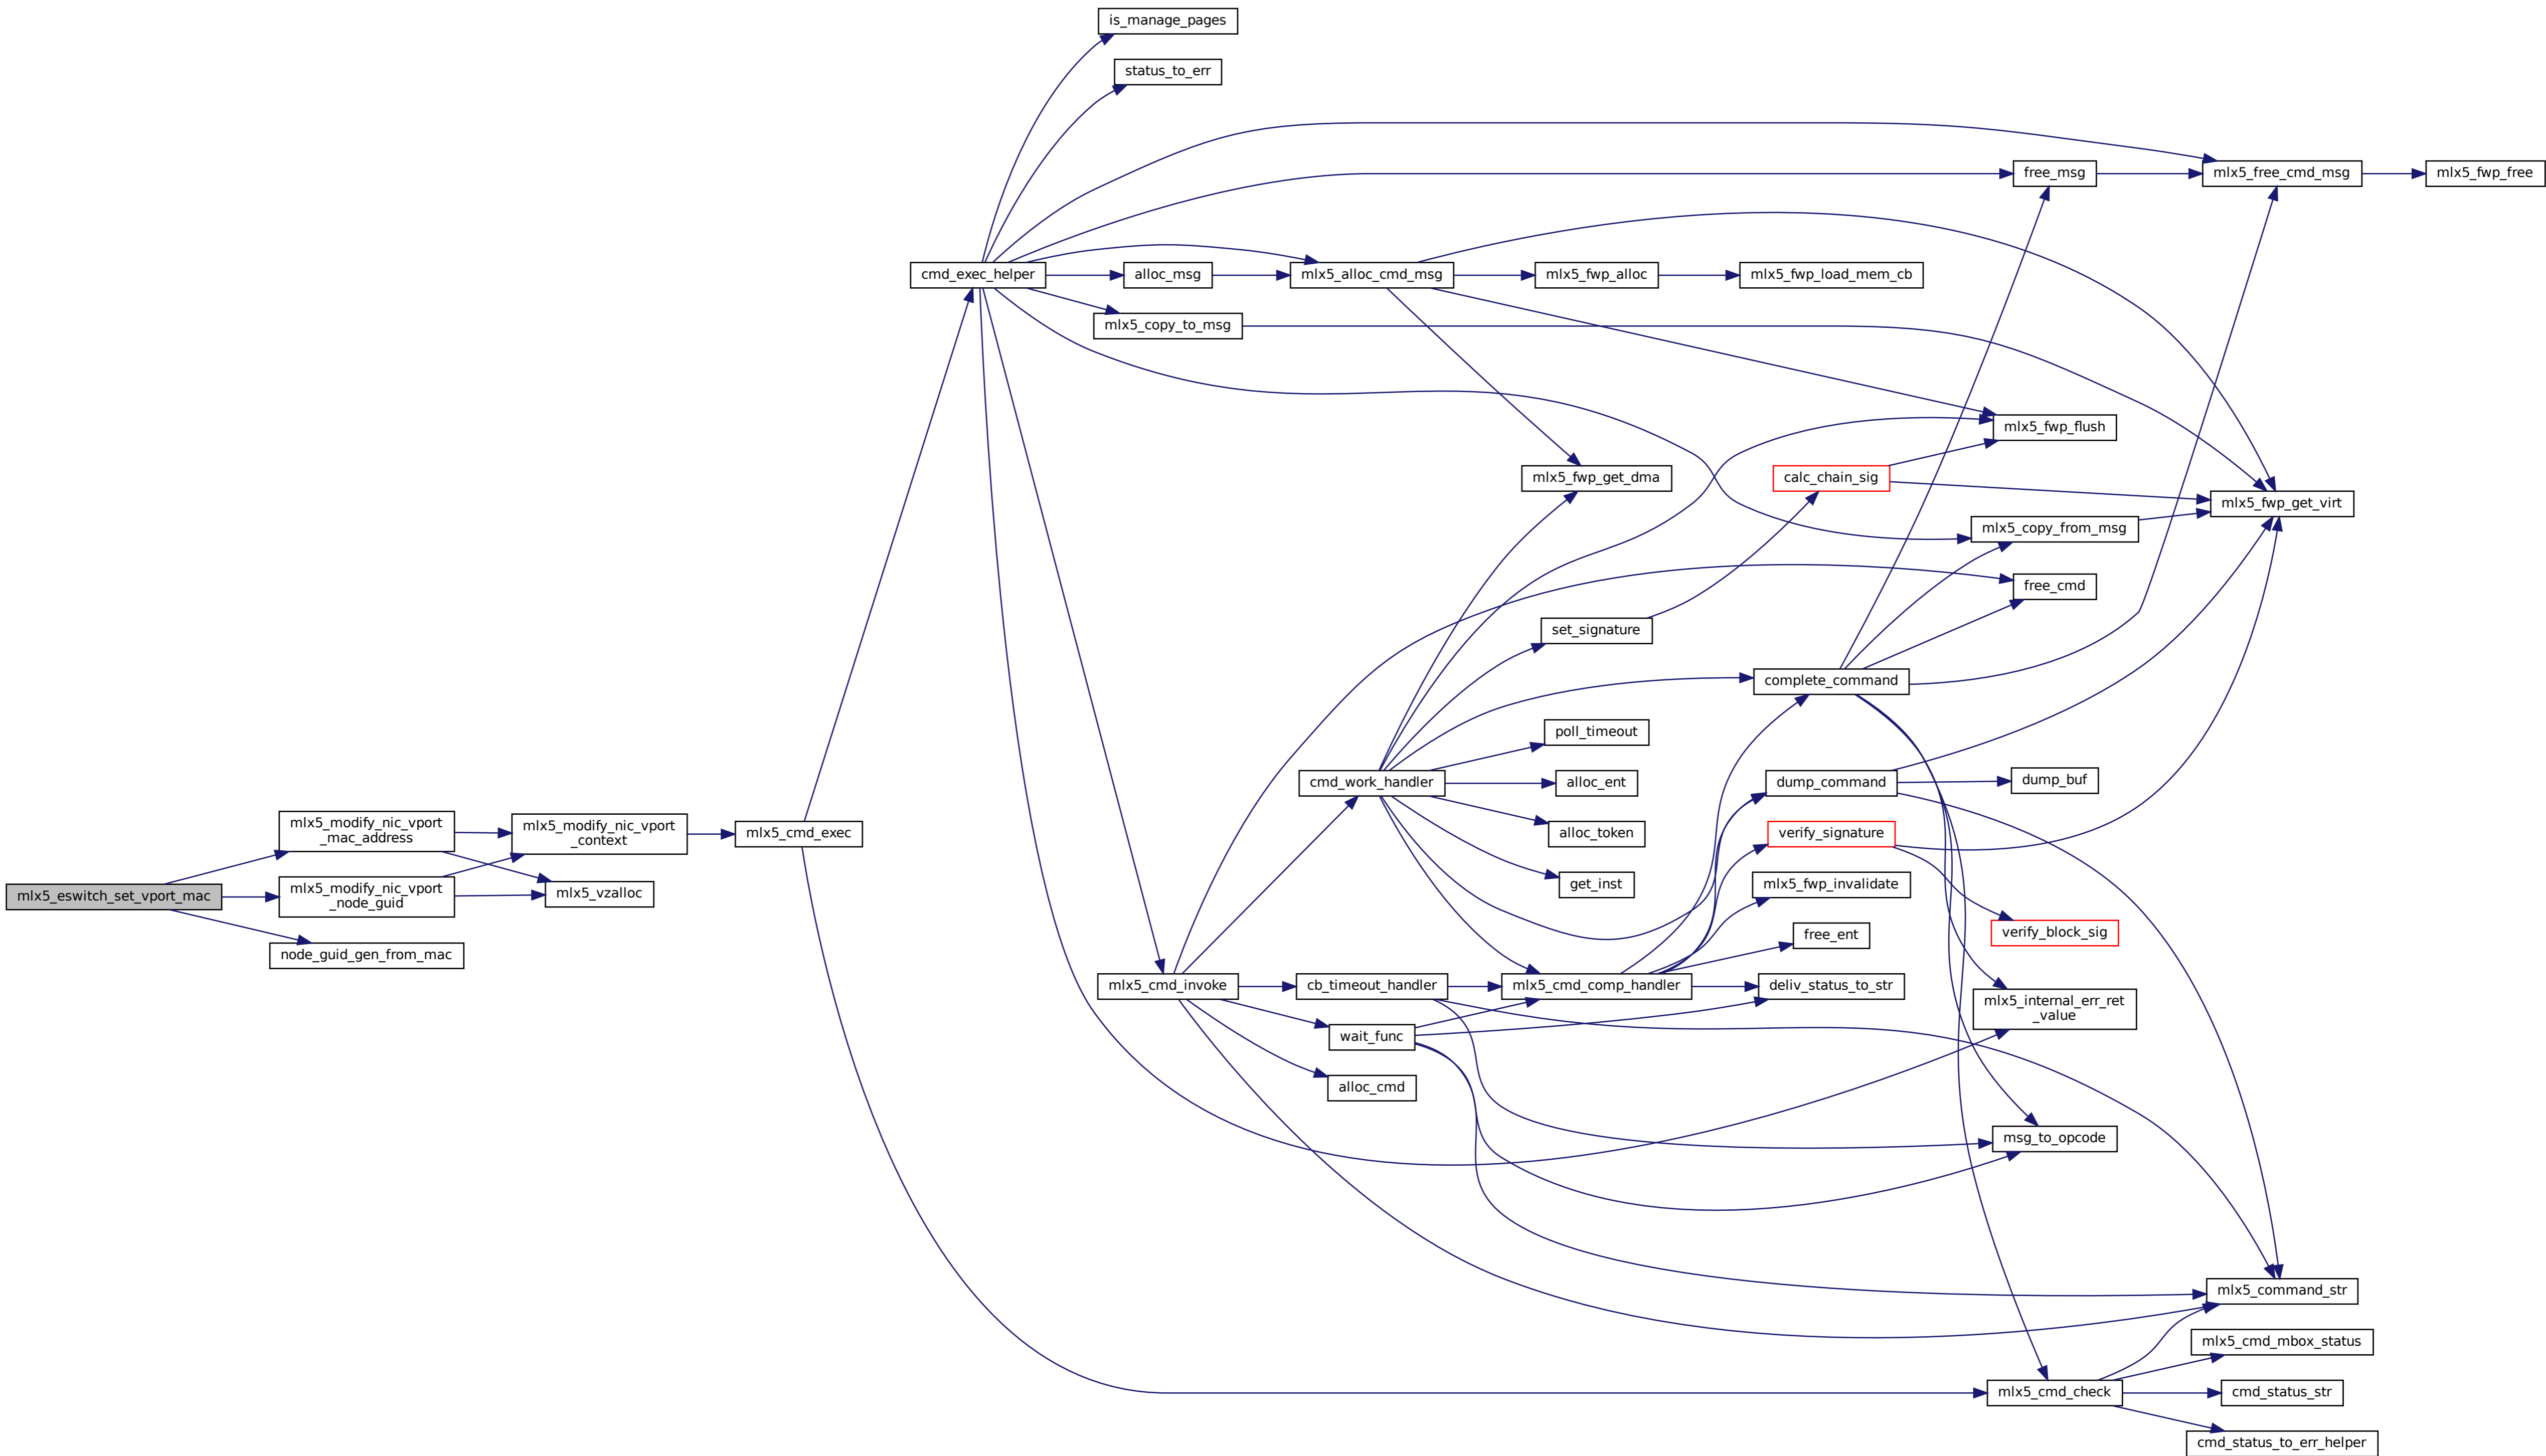 is_manage_pages
status_to_err
free_msg
mlx5_free_cmd_msg
mlx5_fwp_free
cmd_exec_helper
alloc_msg
mlx5_alloc_cmd_msg
mlx5_fwp_alloc
mlx5_fwp_load_mem_cb
mlx5_copy_to_msg
mlx5_fwp_flush
mlx5_fwp_get_dma
calc_chain_sig
mlx5_fwp_get_virt
mlx5_copy_from_msg
free_cmd
set_signature
complete_command
poll_timeout
cmd_work_handler
alloc_ent
dump_command
dump_buf
mlx5_modify_nic_vport
_mac_address
mlx5_modify_nic_vport
_context
mlx5_cmd_exec
alloc_token
verify_signature
mlx5_eswitch_set_vport_mac
mlx5_modify_nic_vport
_node_guid
mlx5_vzalloc
get_inst
mlx5_fwp_invalidate
node_guid_gen_from_mac
free_ent
verify_block_sig
mlx5_cmd_invoke
cb_timeout_handler
mlx5_cmd_comp_handler
deliv_status_to_str
mlx5_internal_err_ret
_value
wait_func
alloc_cmd
msg_to_opcode
mlx5_command_str
mlx5_cmd_mbox_status
mlx5_cmd_check
cmd_status_str
cmd_status_to_err_helper